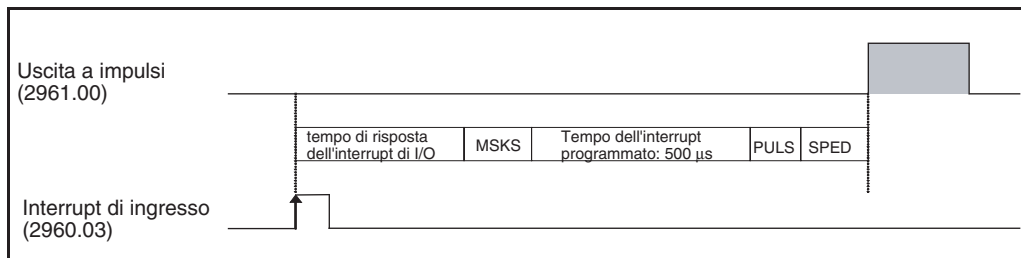 Uscita a impulsi
(2961.00)
tempo di risposta
dell'interrupt di I/O
MSKS
Tempo dell'interrupt
programmato: 500 μs
PULS
SPED
Interrupt di ingresso
(2960.03)